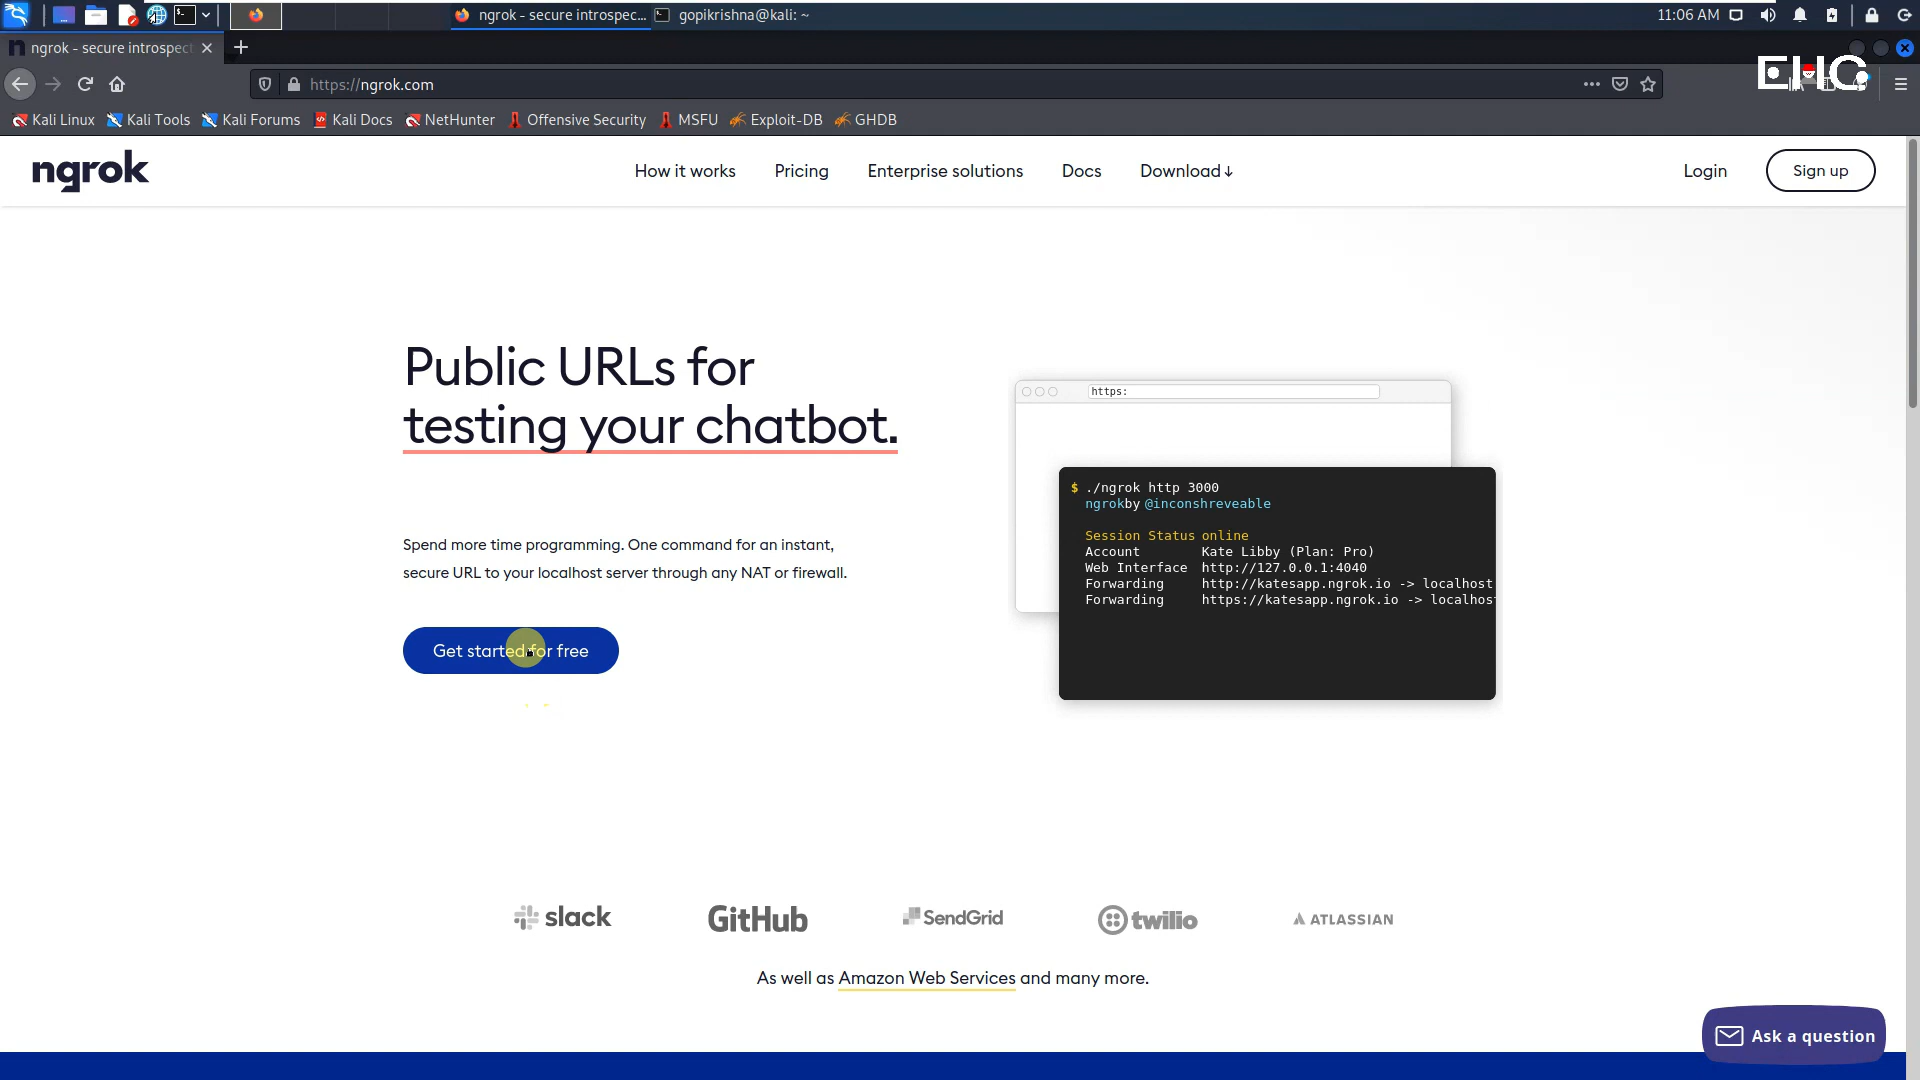 ngrok - secure introspec...
gopikrishna@kali: ~
11:06 AM
ngrok - secure introspect
https://ngrok.com
EHC
Kali Linux
Kali Tools
Kali Forums
Kali Docs
NetHunter
Offensive Security
MSFU
Exploit-DB
GHDB
ngrok
How it works
Pricing
Enterprise solutions
Docs
Download ↓
Login
Sign up
Public URLs for
testing your chatbot.
Spend more time programming. One command for an instant,
secure URL to your localhost server through any NAT or firewall.
Get started for free
https:
$ ./ngrok http 3000
ngrok by @inconshreveable
Session Status online
Account Kate Libby (Plan: Pro)
Web Interface http://127.0.0.1:4040
Forwarding http://katesapp.ngrok.io -> localhost
Forwarding https://katesapp.ngrok.io -> localhos
slack
GitHub
SendGrid
twilio
ATLASSIAN
As well as Amazon Web Services and many more.
Ask a question